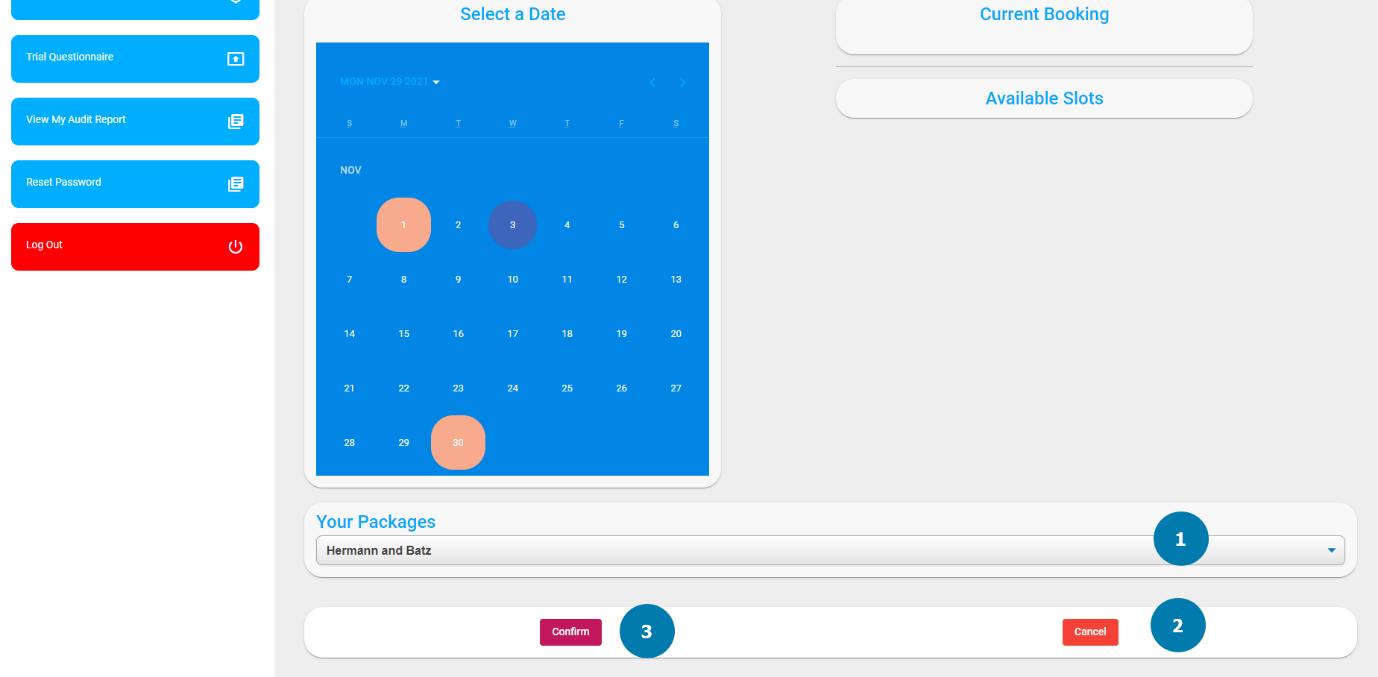 Trial Questionnaire
View My Audit Report
Reset Password
Log Out
Select a Date
MON NOV 29 2021
S M T W T F S
NOV
1 2 3 4 5 6
7 8 9 10 11 12 13
14 15 16 17 18 19 20
21 22 23 24 25 26 27
28 29 30
Current Booking
Available Slots
Your Packages
Hermann and Batz
1
Confirm
3
Cancel
2